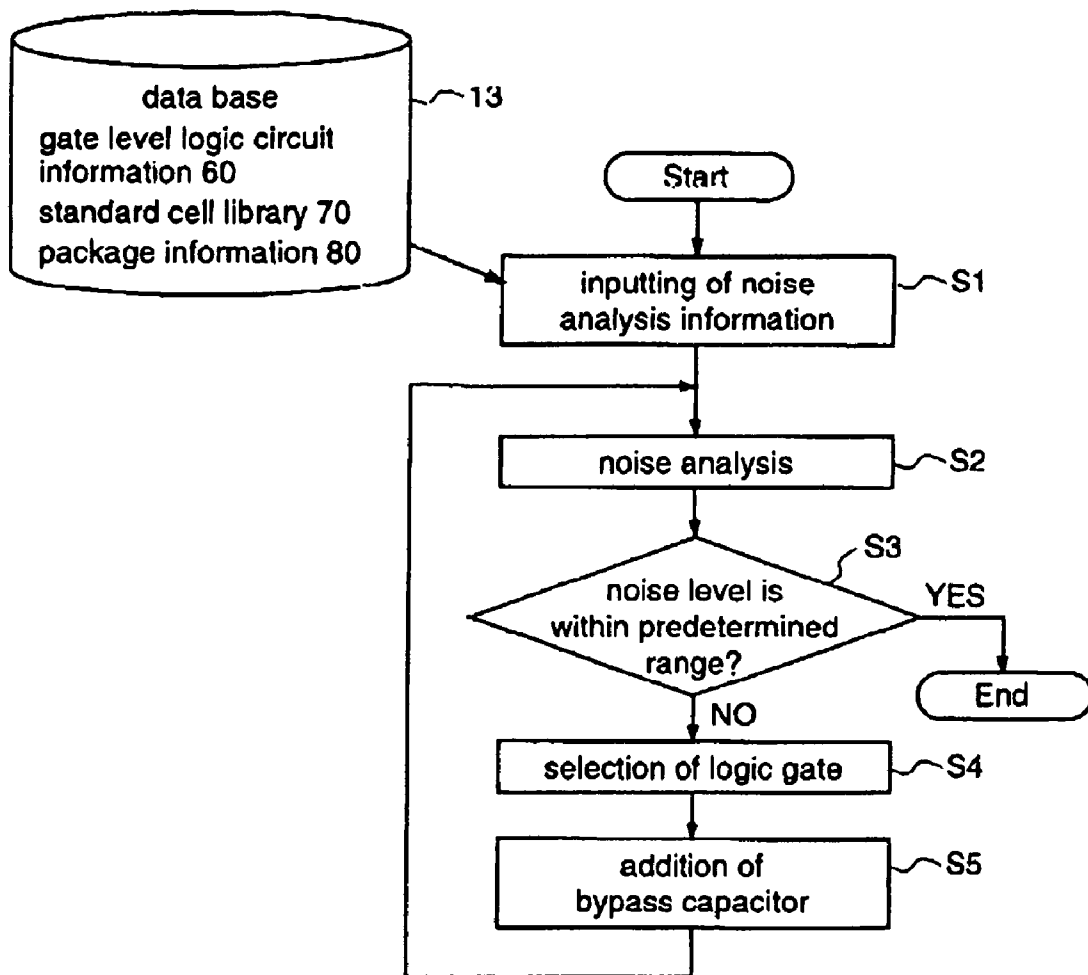 data base
gate level logic circuit
information 60
standard cell library 70
package information 80
13
Start
inputting of noise
analysis information
S1
noise analysis
S2
S3
noise level is
within predetermined
range?
YES
End
NO
selection of logic gate
S4
addition of
bypass capacitor
S5